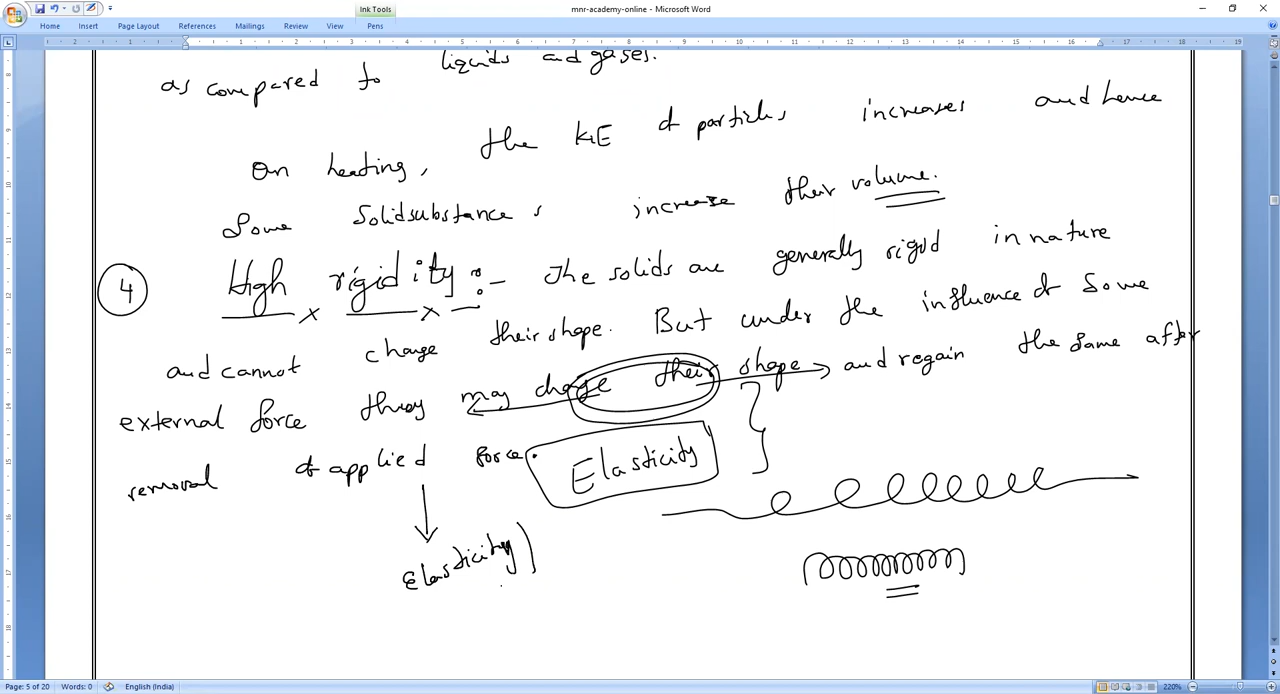 Ink Tools
mnr-academy-online - Microsoft Word
Home Insert Page Layout References Mailings Review View Pens
as compared to liquids and gases.
On heating, the KE of particles increases and hence
Some Solid substances increase their volume.
4 High rigidity :- The solids are generally rigid in nature
and cannot change their shape. But under the influence of Some
external force they may change their shape and regain the same after
removal of applied force. Elasticity
Elasticity
Page: 5 of 20 Words: 0 English (India) 220%